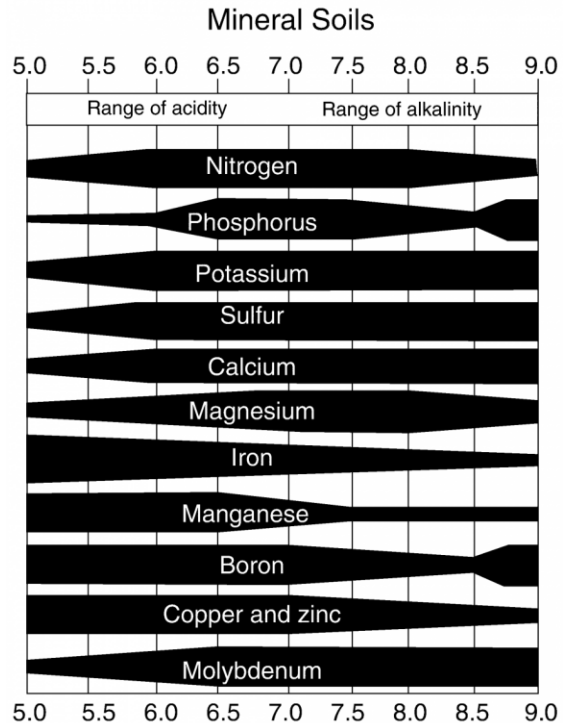 Mineral Soils
5.0 5.5 6.0 6.5 7.0 7.5 8.0 8.5 9.0
Range of acidity Range of alkalinity
Nitrogen
Phosphorus
Potassium
Sulfur
Calcium
Magnesium
Iron
Manganese
Boron
Copper and zinc
Molybdenum
5.0 5.5 6.0 6.5 7.0 7.5 8.0 8.5 9.0